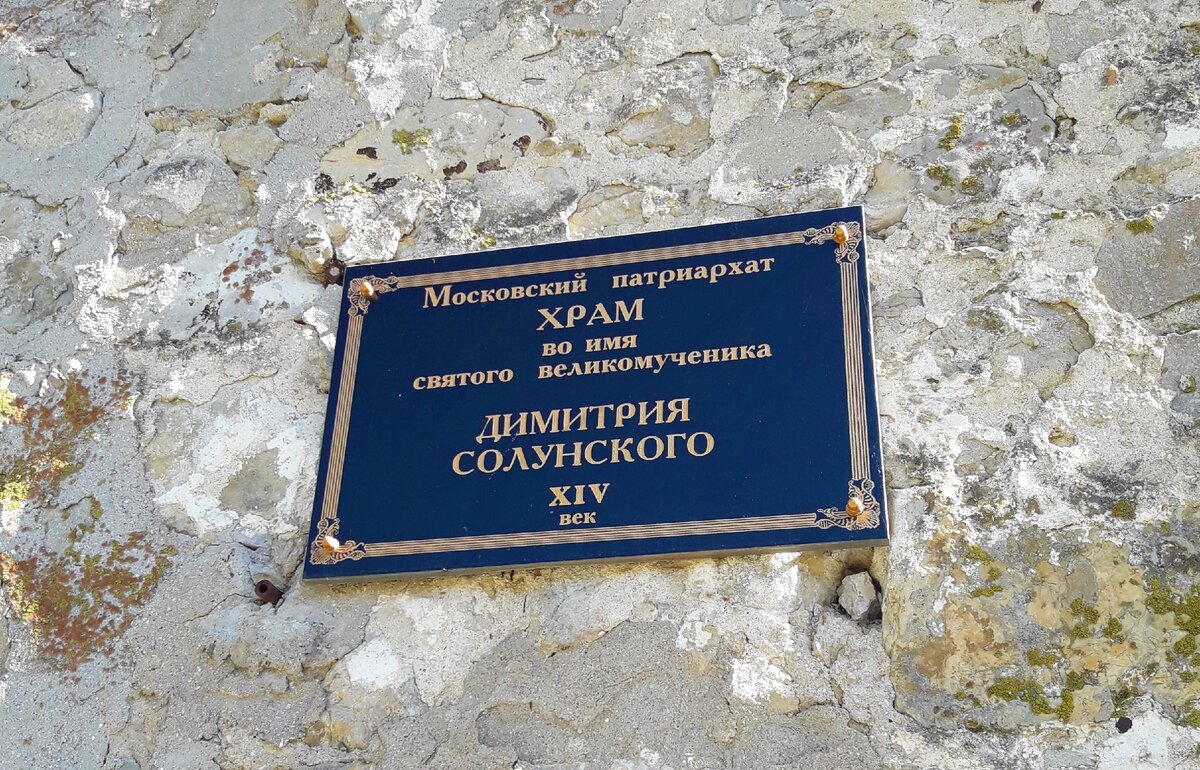 Московский патриархат
ХРАМ
во имя
святого великомученика
ДИМИТРИЯ
СОЛУНСКОГО
XIV
век